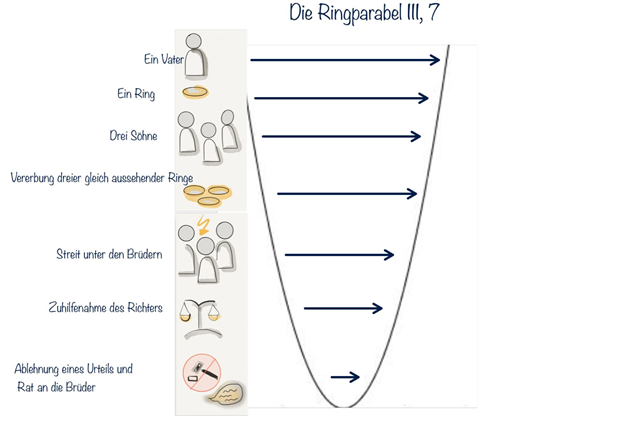 Die Ringparabel III, 7
Ein Vater
Ein Ring
Drei Söhne
Vererbung dreier gleich aussehender Ringe
Streit unter den Brüdern
Zuhilfenahme des Richters
Ablehnung eines Urteils und
Rat an die Brüder